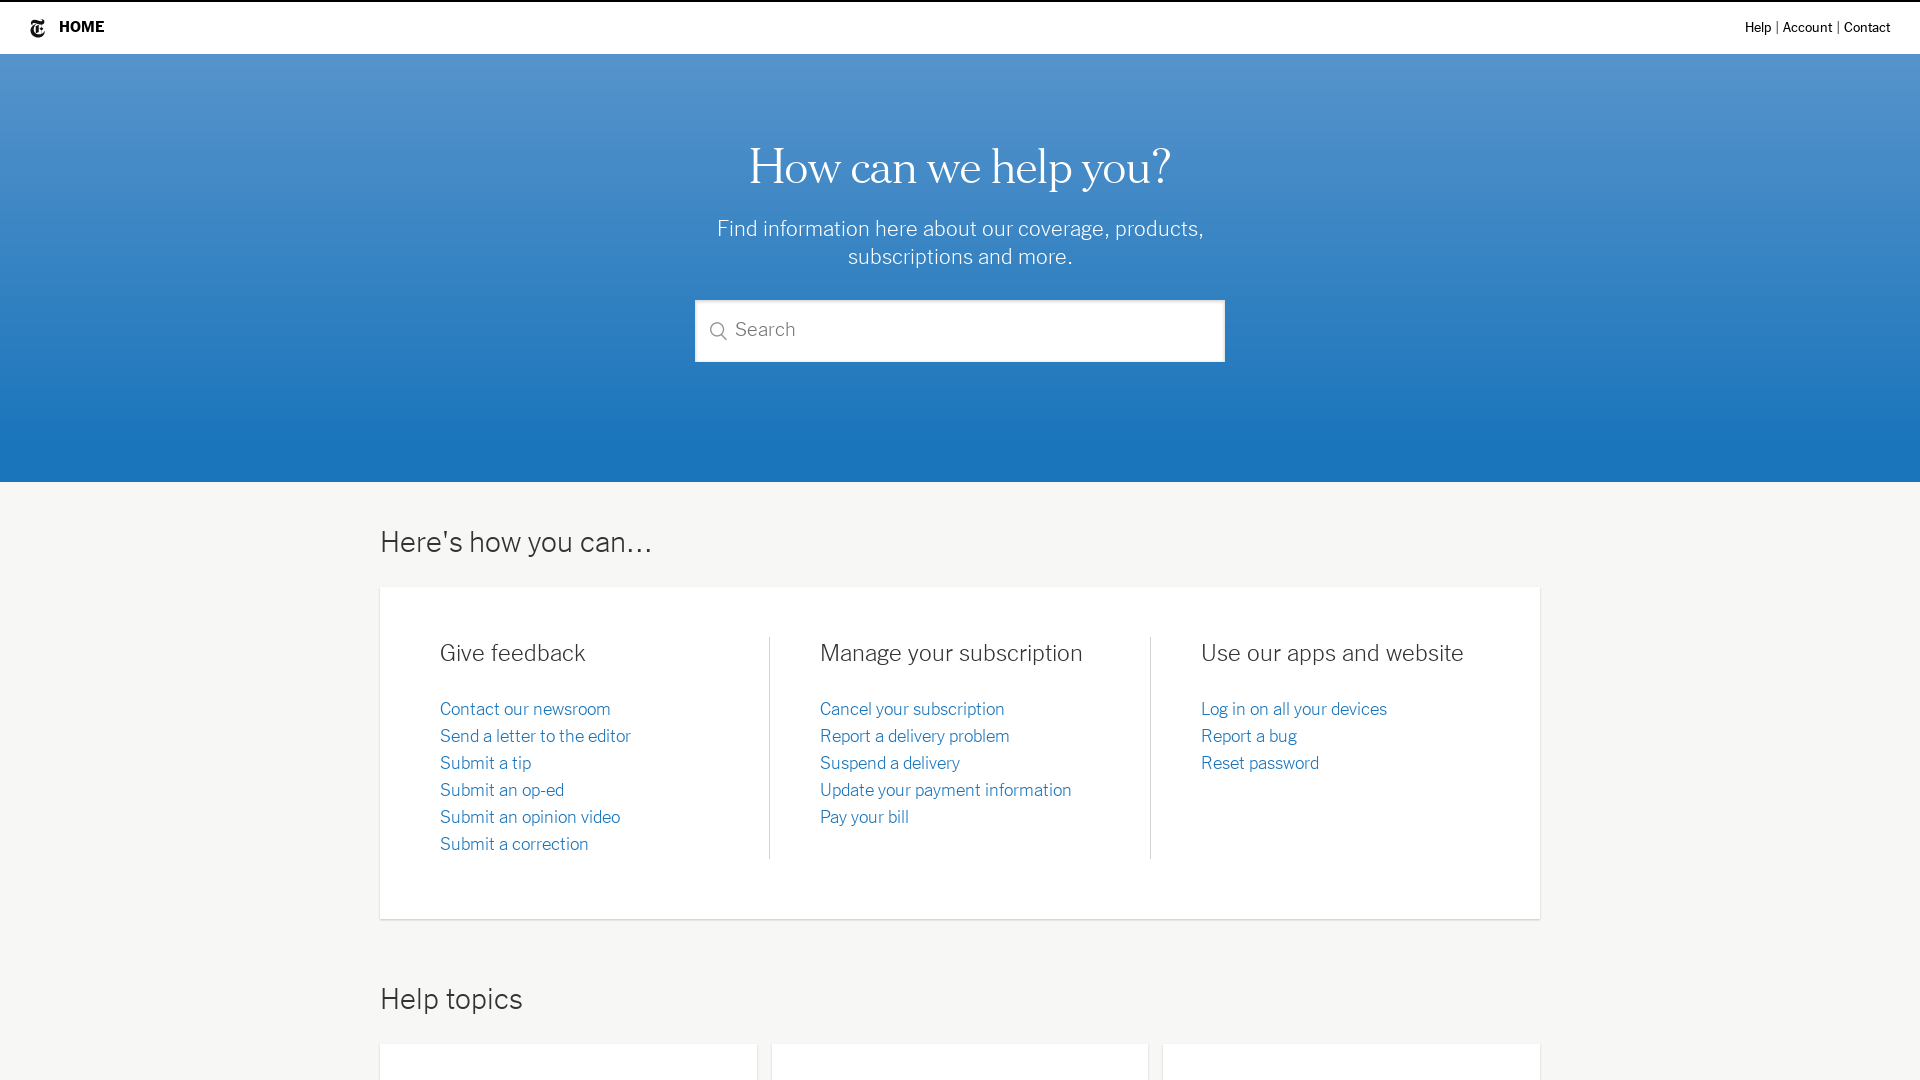 HOME
Help | Account | Contact
How can we help you?
Find information here about our coverage, products,
subscriptions and more.
Search
Here's how you can...
Give feedback
Contact our newsroom
Send a letter to the editor
Submit a tip
Submit an op-ed
Submit an opinion video
Submit a correction
Manage your subscription
Cancel your subscription
Report a delivery problem
Suspend a delivery
Update your payment information
Pay your bill
Use our apps and website
Log in on all your devices
Report a bug
Reset password
Help topics